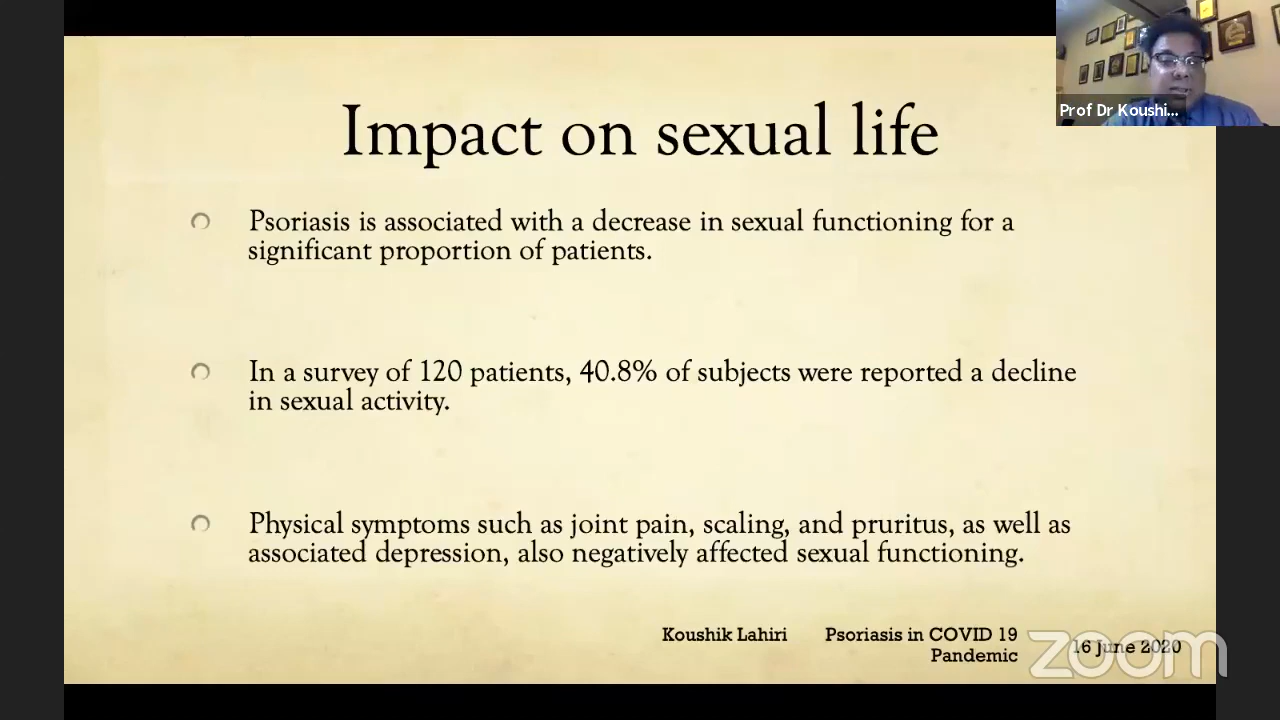 Prof Dr Koushi...
Impact on sexual life
Psoriasis is associated with a decrease in sexual functioning for a
significant proportion of patients.
In a survey of 120 patients, 40.8% of subjects were reported a decline
in sexual activity.
Physical symptoms such as joint pain, scaling, and pruritus, as well as
associated depression, also negatively affected sexual functioning.
Koushik Lahiri
Psoriasis in COVID 19
Pandemic
16 June 2020
zoom